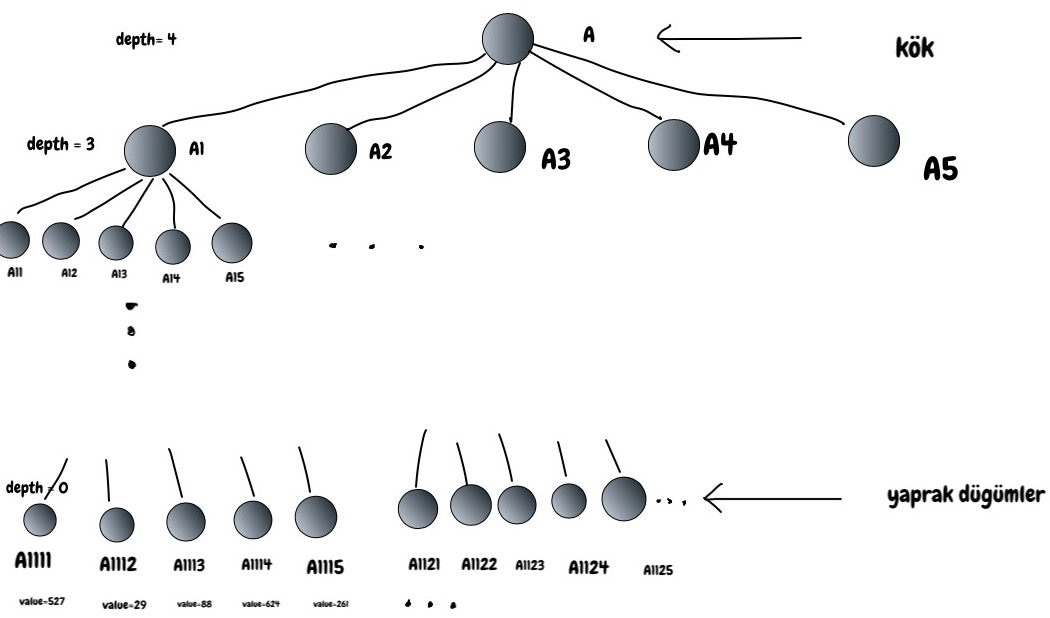 depth= 4
A
kök
depth = 3
A1
A2
A3
A4
A5
A11
A12
A13
A14
A15
depth = 0
yaprak dügümler
A1111
A1112
A1113
A1114
A1115
A1121
A1122
A1123
A1124
A1125
value=527
value=29
value=88
value=624
value=261